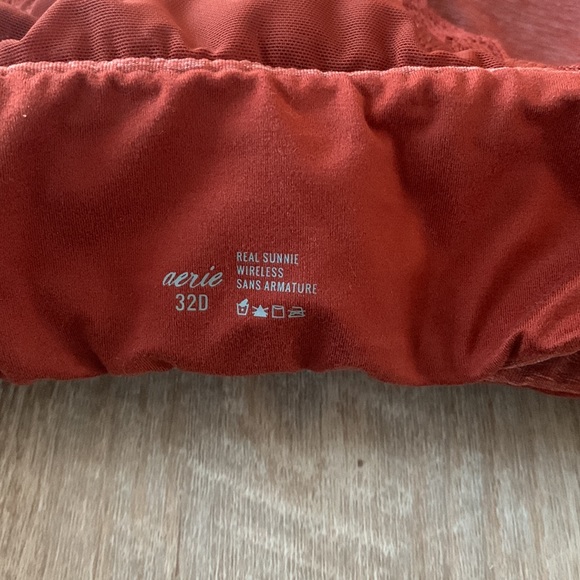 aerie
32D
REAL SUNNIE
WIRELESS
SANS ARMATURE